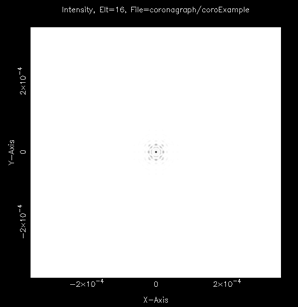 Intensity, Elt=16, File=coronagraph/coroExample
2×10⁻⁴
0
−2×10⁻⁴
Y-Axis
−2×10⁻⁴ 0 2×10⁻⁴
X-Axis